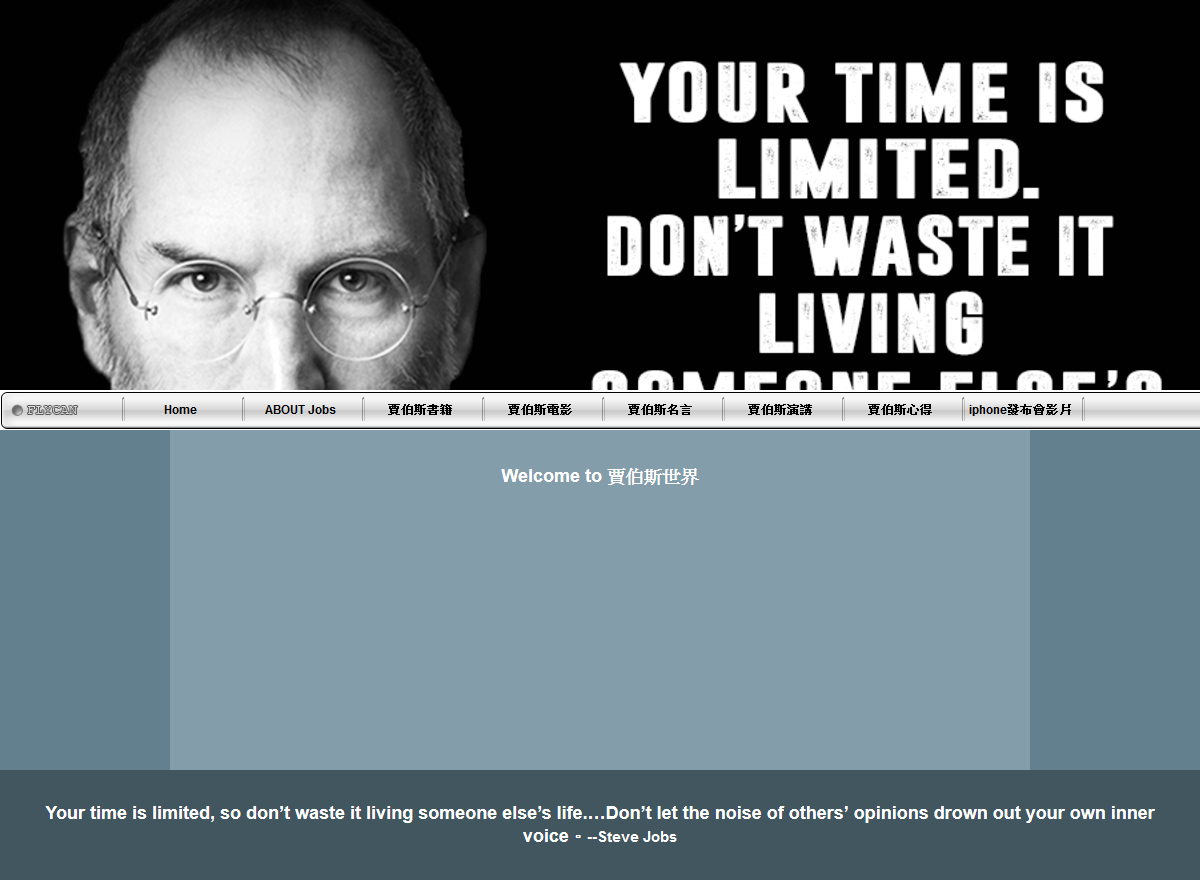 YOUR TIME IS
LIMITED.
DON'T WASTE IT
LIVING
SOMEONE ELSE'S
FLYCAN
Home
ABOUT Jobs
賈伯斯書籍
賈伯斯電影
賈伯斯名言
賈伯斯演講
賈伯斯心得
iphone發布會影片
Welcome to 賈伯斯世界
Your time is limited, so don’t waste it living someone else’s life.…Don’t let the noise of others’ opinions drown out your own inner
voice。--Steve Jobs